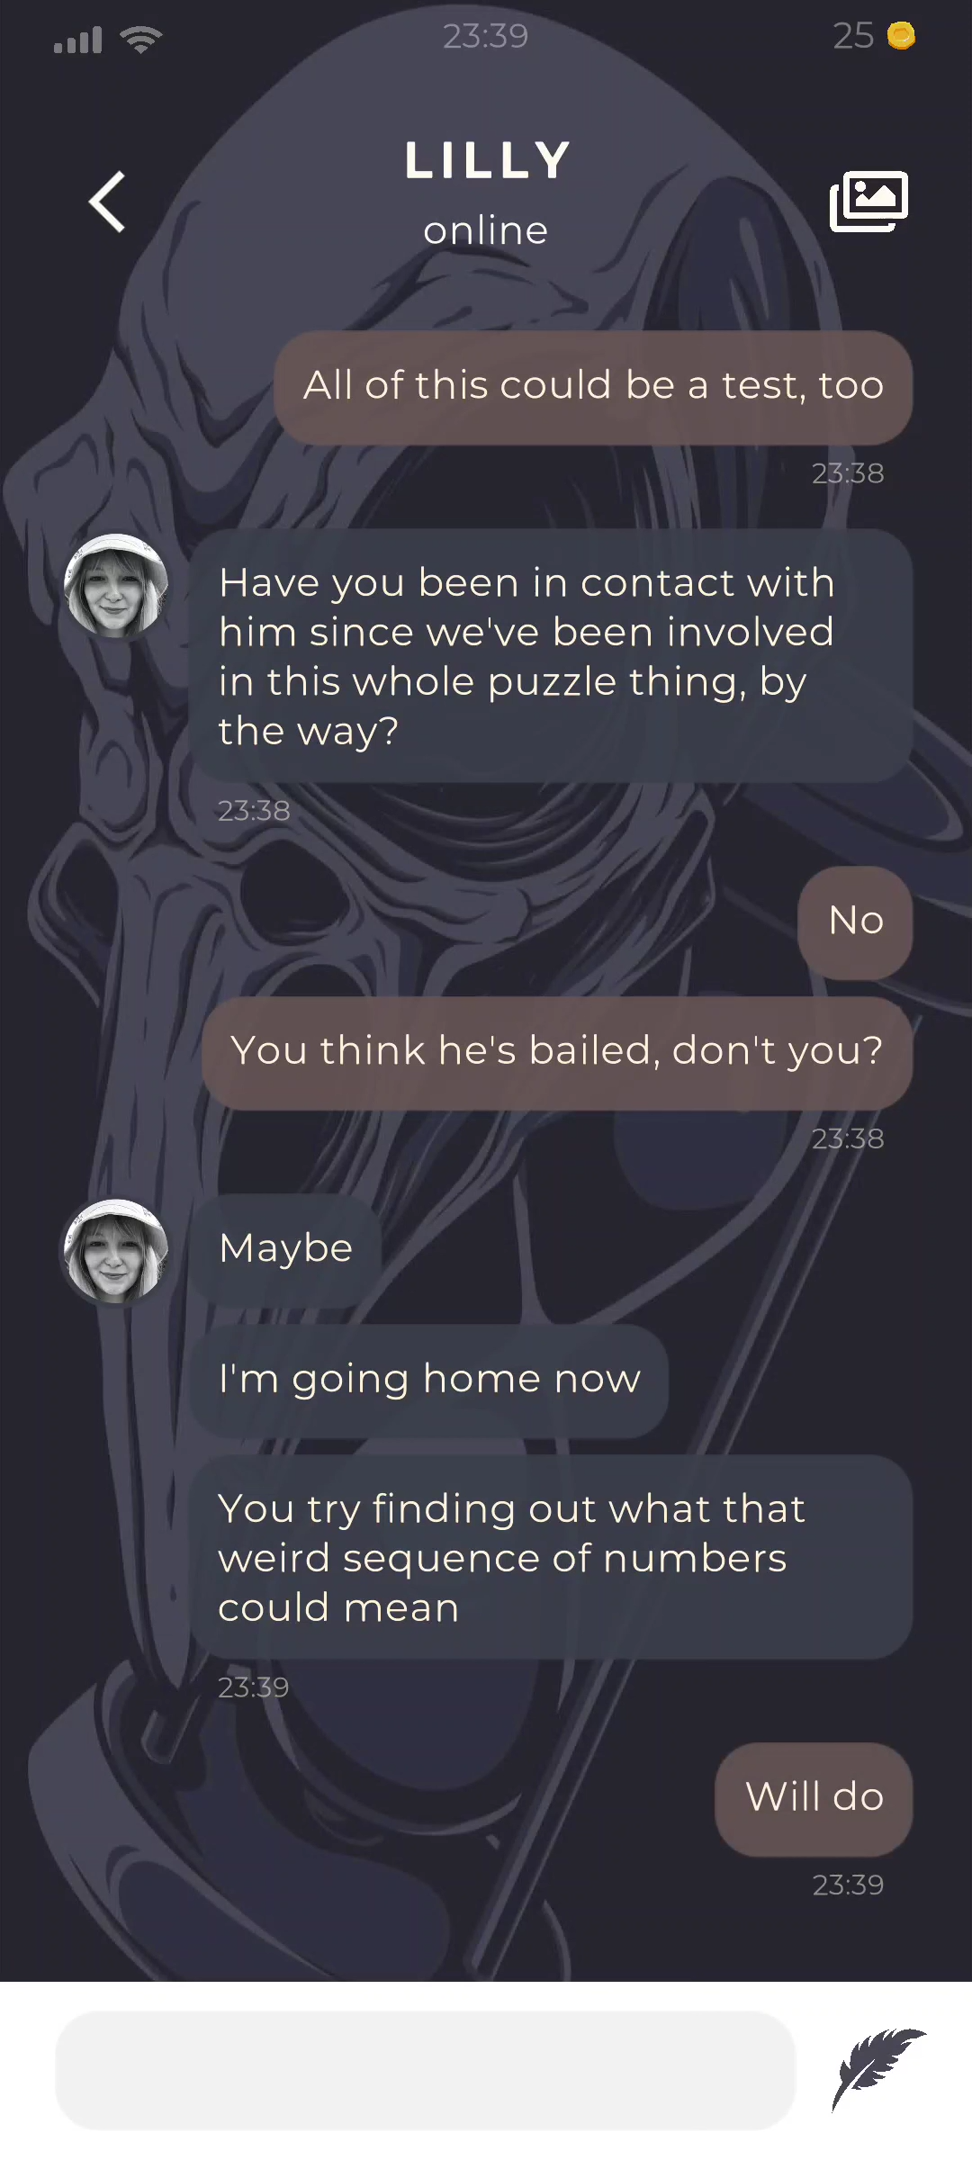 23:39
25
LILLY
online
All of this could be a test, too
23:38
Have you been in contact with
him since we've been involved
in this whole puzzle thing, by
the way?
23:38
No
You think he's bailed, don't you?
23:38
Maybe
I'm going home now
You try finding out what that
weird sequence of numbers
could mean
23:39
Will do
23:39